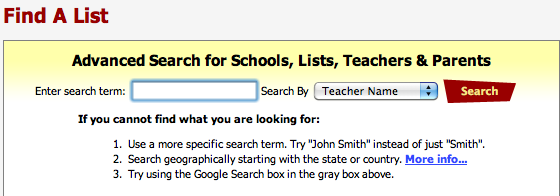 Find A List
Advanced Search for Schools, Lists, Teachers & Parents
Enter search term: Search By Teacher Name Search
If you cannot find what you are looking for:
1. Use a more specific search term. Try "John Smith" instead of just "Smith".
2. Search geographically starting with the state or country. More info...
3. Try using the Google Search box in the gray box above.